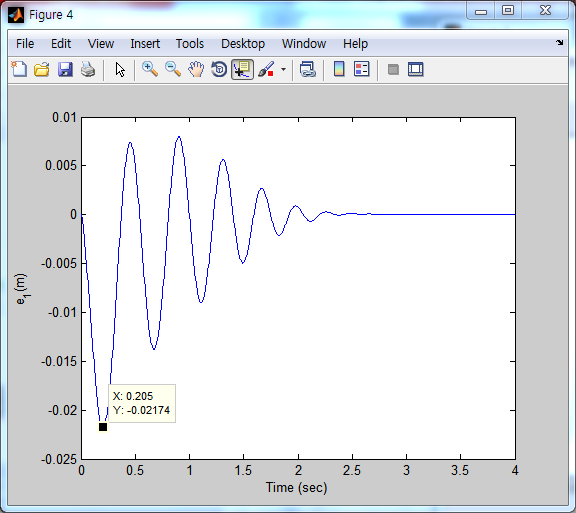 Figure 4
File Edit View Insert Tools Desktop Window Help
0.01
0.005
0
-0.005
-0.01
-0.015
-0.02
-0.025
e1 (m)
X: 0.205
Y: -0.02174
0 0.5 1 1.5 2 2.5 3 3.5 4
Time (sec)